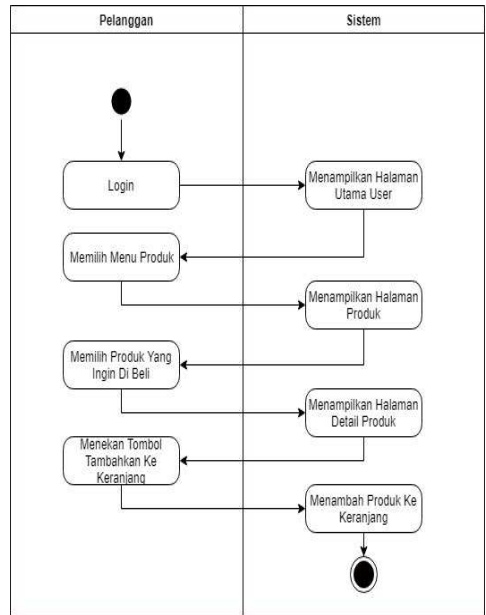 Pelanggan
Sistem
Login
Menampilkan Halaman
Utama User
Memilih Menu Produk
Menampilkan Halaman
Produk
Memilih Produk Yang
Ingin Di Beli
Menampilkan Halaman
Detail Produk
Menekan Tombol
Tambahkan Ke
Keranjang
Menambah Produk Ke
Keranjang